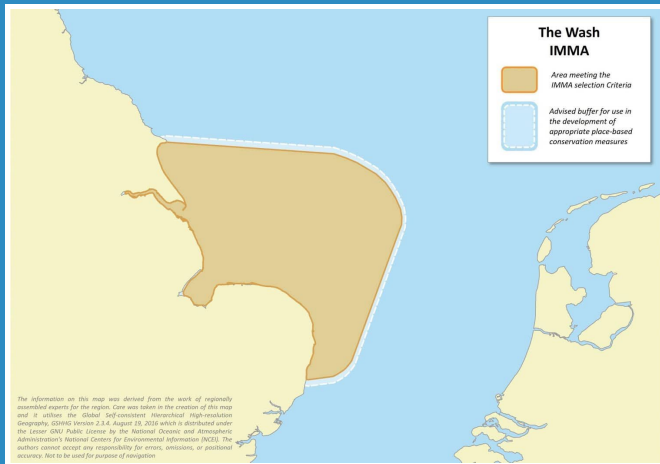 The Wash
IMMA
Area meeting the
IMMA selection Criteria
Advised buffer for use in
the development of
appropriate place-based
conservation measures
The information on this map was derived from the work of regionally
assembled experts for the region. Care was taken in the creation of this map
and it utilises the Global Self-consistent Hierarchical High-resolution
Geography, GSHHG Version 2.3.4. August 19, 2016 which is distributed under
the Lesser GNU Public License by the National Oceanic and Atmospheric
Administration's National Centers for Environmental Information (NCEI). The
authors cannot accept any responsibility for errors, omissions, or positional
accuracy. Not to be used for purpose of navigation